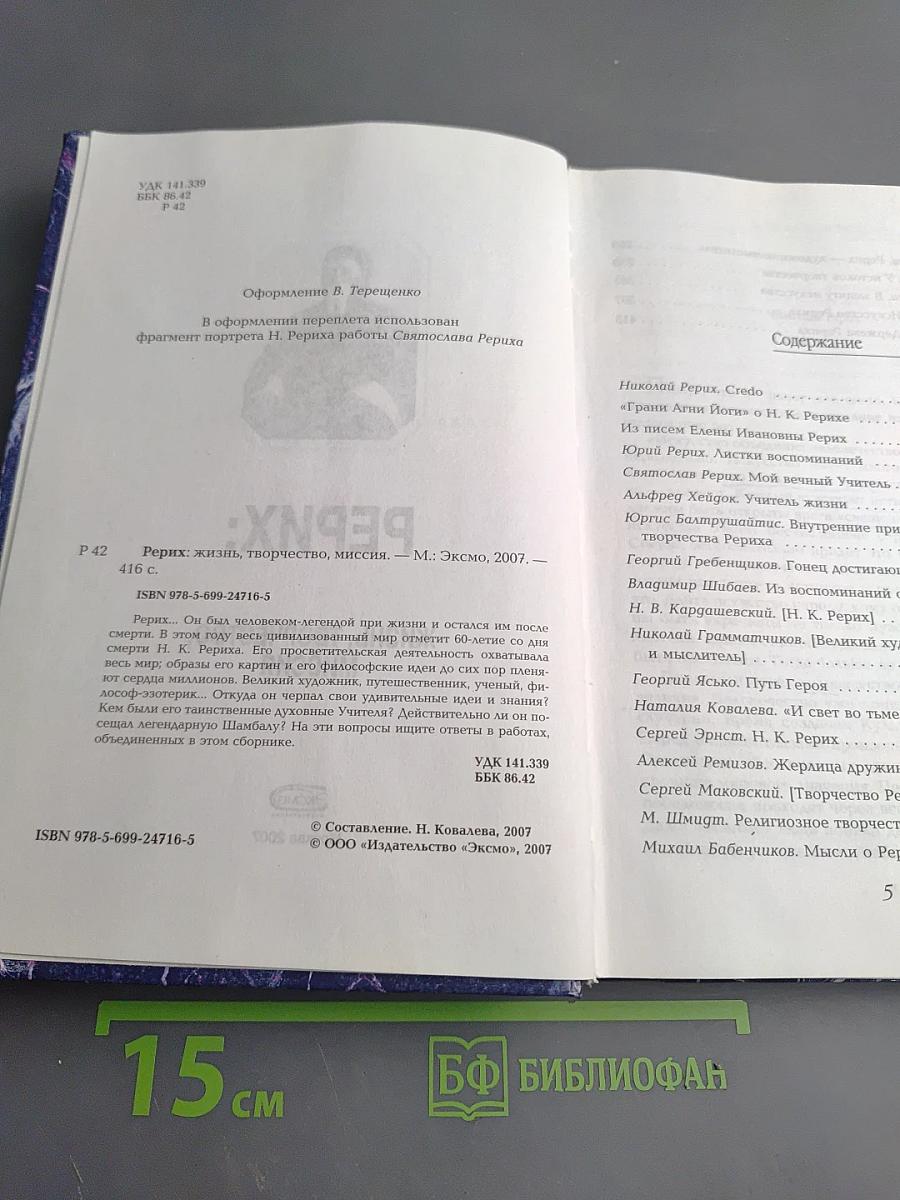 УДК 141.339
ББК 86.42
Р 42
Оформление В. Терещенко
В оформлении переплета использован
фрагмент портрета Н. Рериха работы Святослава Рериха
РЕРИХ:
Р 42 Рерих: жизнь, творчество, миссия. — М.: Эксмо, 2007. —
416 с.
ISBN 978-5-699-24716-5
Рерих... Он был человеком-легендой при жизни и остался им после
смерти. В этом году весь цивилизованный мир отметит 60-летие со дня
смерти Н. К. Рериха. Его просветительская деятельность охватывала
весь мир; образы его картин и его философские идеи до сих пор пленя-
ют сердца миллионов. Великий художник, путешественник, ученый, фи-
лософ-эзотерик... Откуда он черпал свои удивительные идеи и знания?
Кем были его таинственные духовные Учителя? Действительно ли он по-
сещал легендарную Шамбалу? На эти вопросы ищите ответы в работах,
объединенных в этом сборнике.
УДК 141.339
ББК 86.42
© Составление. Н. Ковалева, 2007
ISBN 978-5-699-24716-5 © ООО «Издательство «Эксмо», 2007
Содержание
Николай Рерих. Credo ..........
«Грани Агни Йоги» о Н. К. Рерихе ....
Из писем Елены Ивановны Рерих .....
Юрий Рерих. Листки воспоминаний ...
Святослав Рерих. Мой вечный Учитель .
Альфред Хейдок. Учитель жизни .....
Юргис Балтрушайтис. Внутренние при
творчества Рериха ..........
Георгий Гребенщиков. Гонец достигаю
Владимир Шибаев. Из воспоминаний о
Н. В. Кардашевский. [Н. К. Рерих] ..
Николай Грамматчиков. [Великий худ
и мыслитель] ..............
Георгий Ясько. Путь Героя .......
Наталия Ковалева. «И свет во тьме
Сергей Эрнст. Н. К. Рерих ......
Алексей Ремизов. Жерлица дружин
Сергей Маковский. [Творчество Ре
М. Шмидт. Религиозное творчест
Михаил Бабенчиков. Мысли о Рер
5
15 см
БФ БИБЛИОФАН